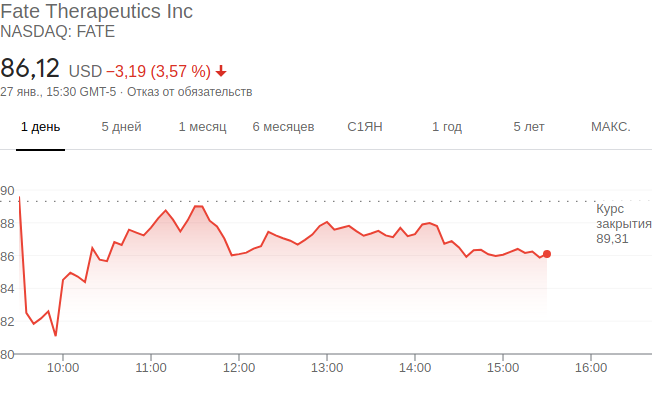 Fate Therapeutics Inc
NASDAQ: FATE
86,12 USD −3,19 (3,57 %)
27 янв., 15:30 GMT-5 · Отказ от обязательств
1 день 5 дней 1 месяц 6 месяцев С1ЯН 1 год 5 лет МАКС.
90
Курс
закрытия
89,31
88
86
84
82
80
10:00 11:00 12:00 13:00 14:00 15:00 16:00